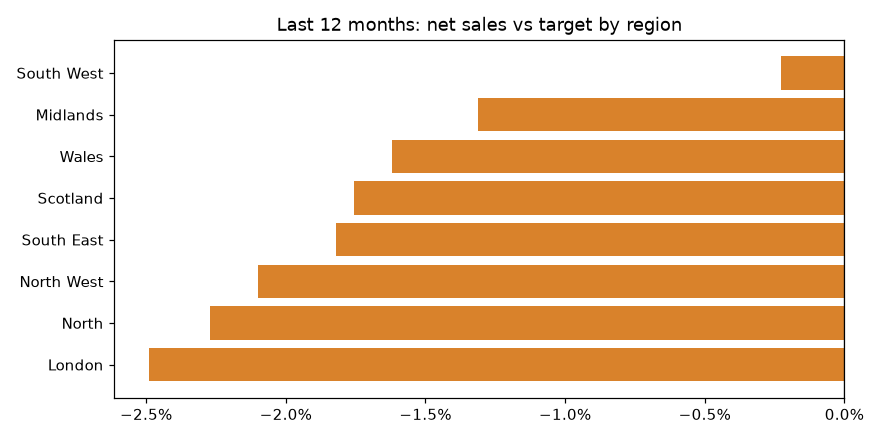 Last 12 months: net sales vs target by region
South West
Midlands
Wales
Scotland
South East
North West
North
London
−2.5% −2.0% −1.5% −1.0% −0.5% 0.0%